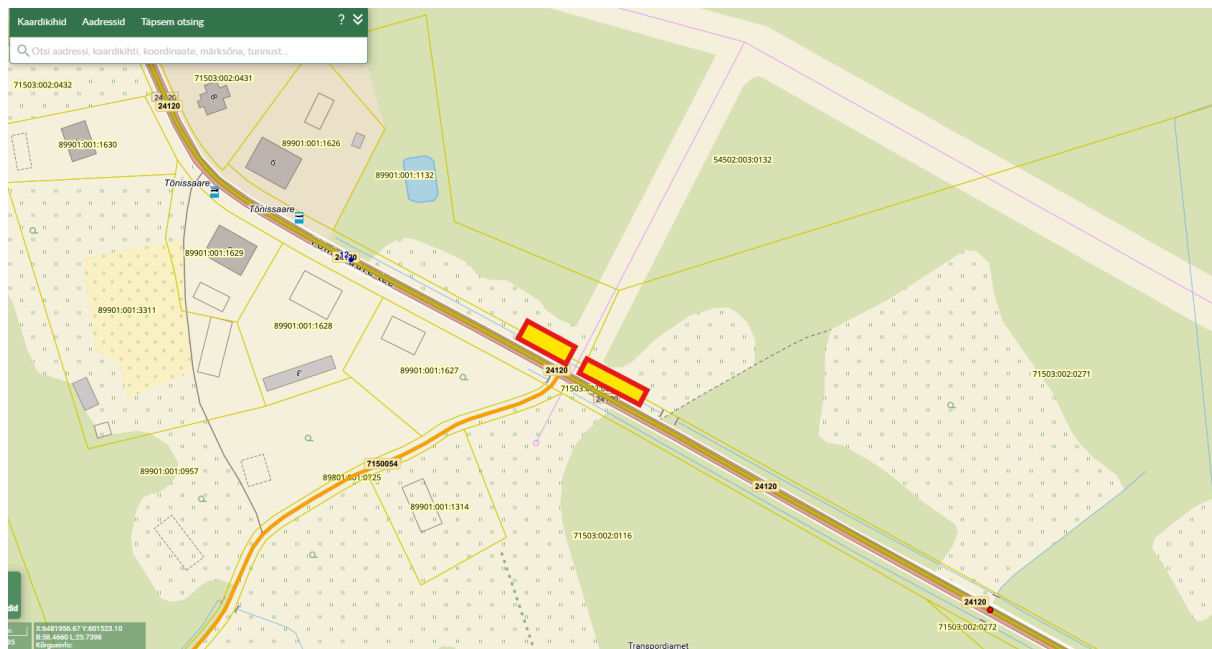 Kaardikihid Aadressid Täpsem otsing ?
Otsi aadressi, kaardikihti, koordinaate, märksõna, tunnust...
71503:002:0431
71503:002:0432
24120
24120
89901:001:1630
89901:001:1626
54502:003:0132
89901:001:1132
Tõnissaare
Tõnissaare
89901:001:1629
12
89901:001:3311
89901:001:1628
24120
89901:001:1627
71503:002:0271
7150054
89901:001:0957
24120
89901:001:1314
71503:002:0116
24120
71503:002:0272
X:6481956.67 Y:601523.10
B:58.4660 L:25.7398
Kõrgusinfo:
Transpordiamet